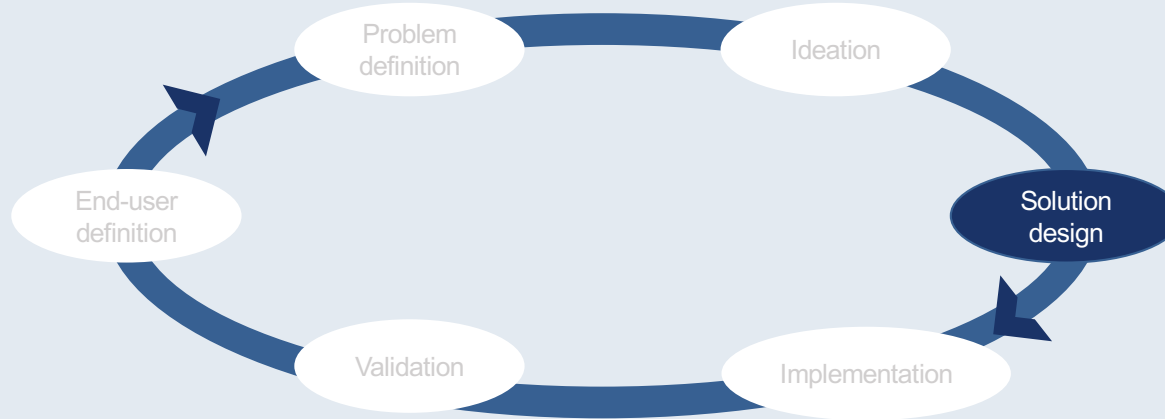 Problem
definition
Ideation
End-user
definition
Solution
design
Validation
Implementation